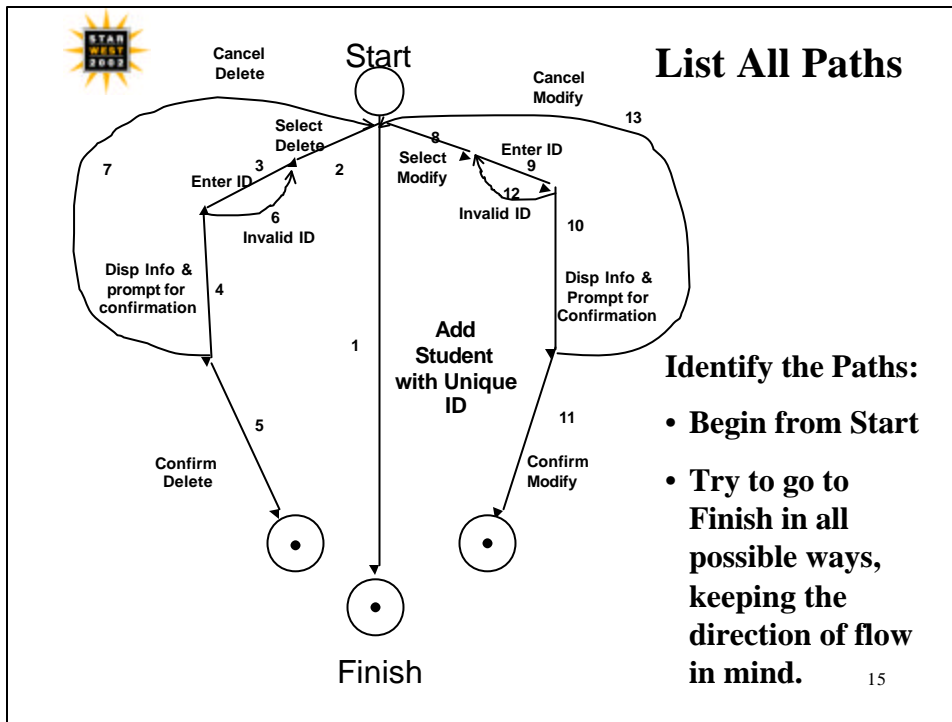 STAR
WEST
2002
List All Paths
Start
Cancel
Delete
Cancel
Modify
13
Select
Delete
8
Select
Modify
Enter ID
9
7
3
2
Enter ID
12
6
Invalid ID
Invalid ID
10
Disp Info &
prompt for
confirmation
4
Disp Info &
Prompt for
Confirmation
1
Add
Student
with Unique
ID
5
11
Confirm
Delete
Confirm
Modify
Finish
Identify the Paths:
• Begin from Start
• Try to go to
Finish in all
possible ways,
keeping the
direction of flow
in mind.
15